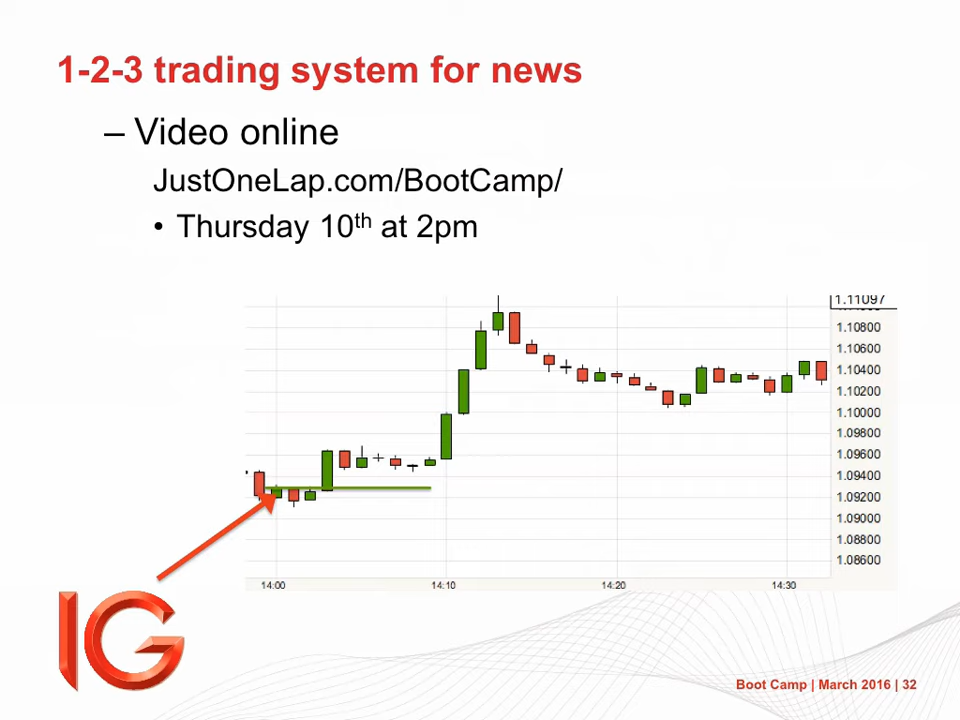 1-2-3 trading system for news
– Video online
JustOneLap.com/BootCamp/
• Thursday 10th at 2pm
1.11097
1.10800
1.10600
1.10400
1.10200
1.10000
1.09800
1.09600
1.09400
1.09200
1.09000
1.08800
1.08600
14:00 14:10 14:20 14:30
IG
Boot Camp | March 2016 | 32